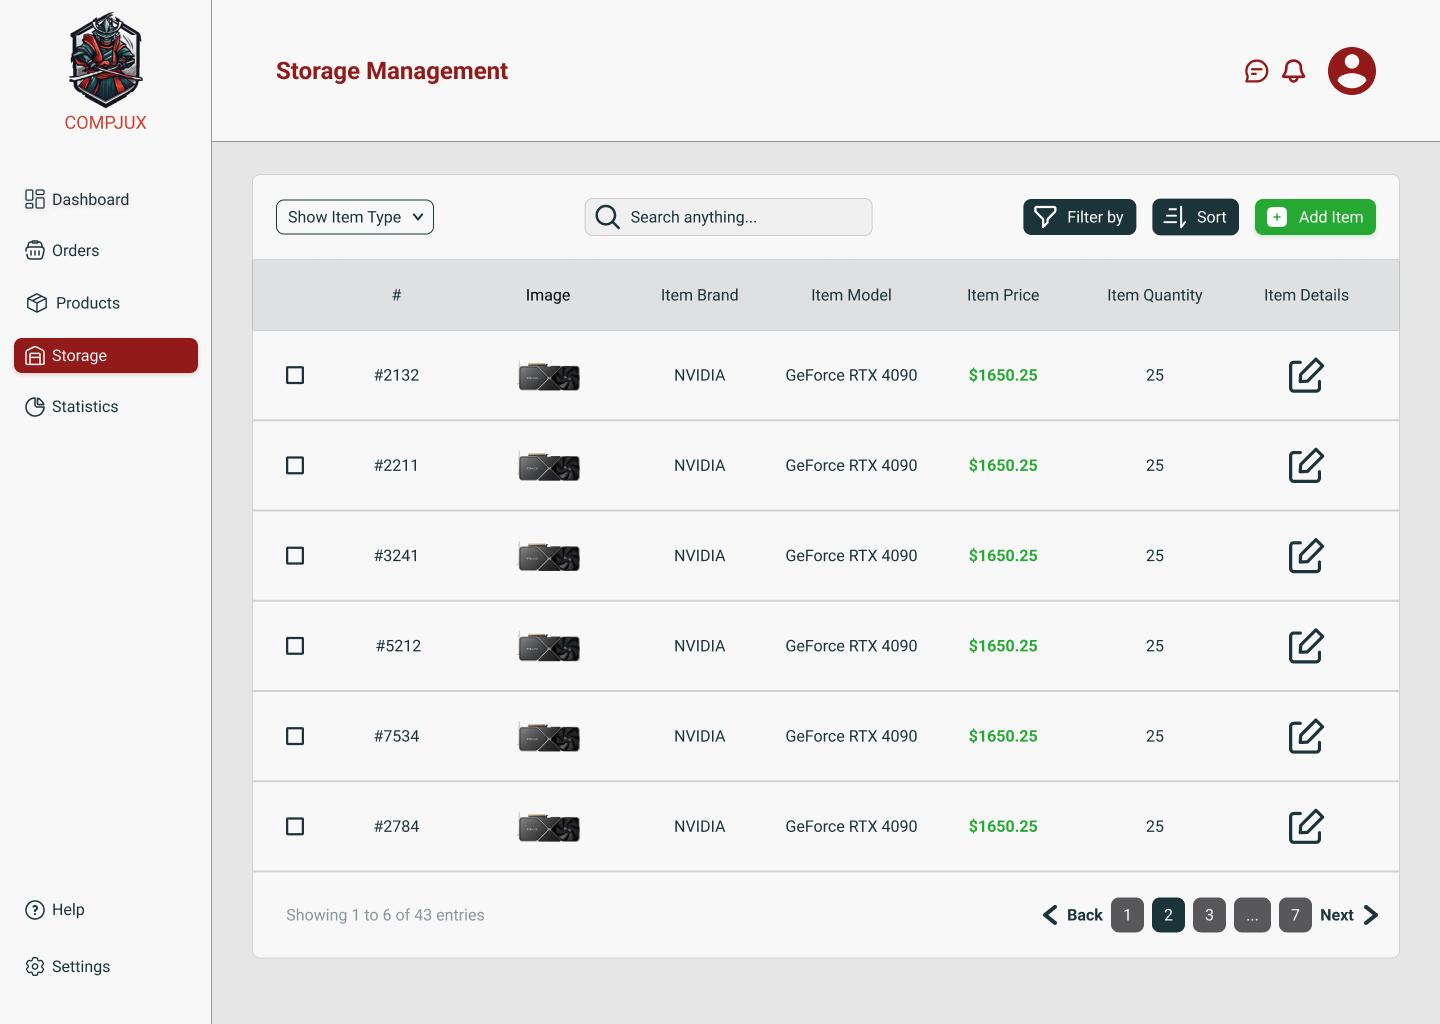 COMPJUX
Storage Management
Dashboard
Orders
Products
Storage
Statistics
Help
Settings
Show Item Type
Search anything...
Filter by
Sort
Add Item
# Image Item Brand Item Model Item Price Item Quantity Item Details
#2132 NVIDIA GeForce RTX 4090 $1650.25 25
#2211 NVIDIA GeForce RTX 4090 $1650.25 25
#3241 NVIDIA GeForce RTX 4090 $1650.25 25
#5212 NVIDIA GeForce RTX 4090 $1650.25 25
#7534 NVIDIA GeForce RTX 4090 $1650.25 25
#2784 NVIDIA GeForce RTX 4090 $1650.25 25
Showing 1 to 6 of 43 entries
Back 1 2 3 ... 7 Next